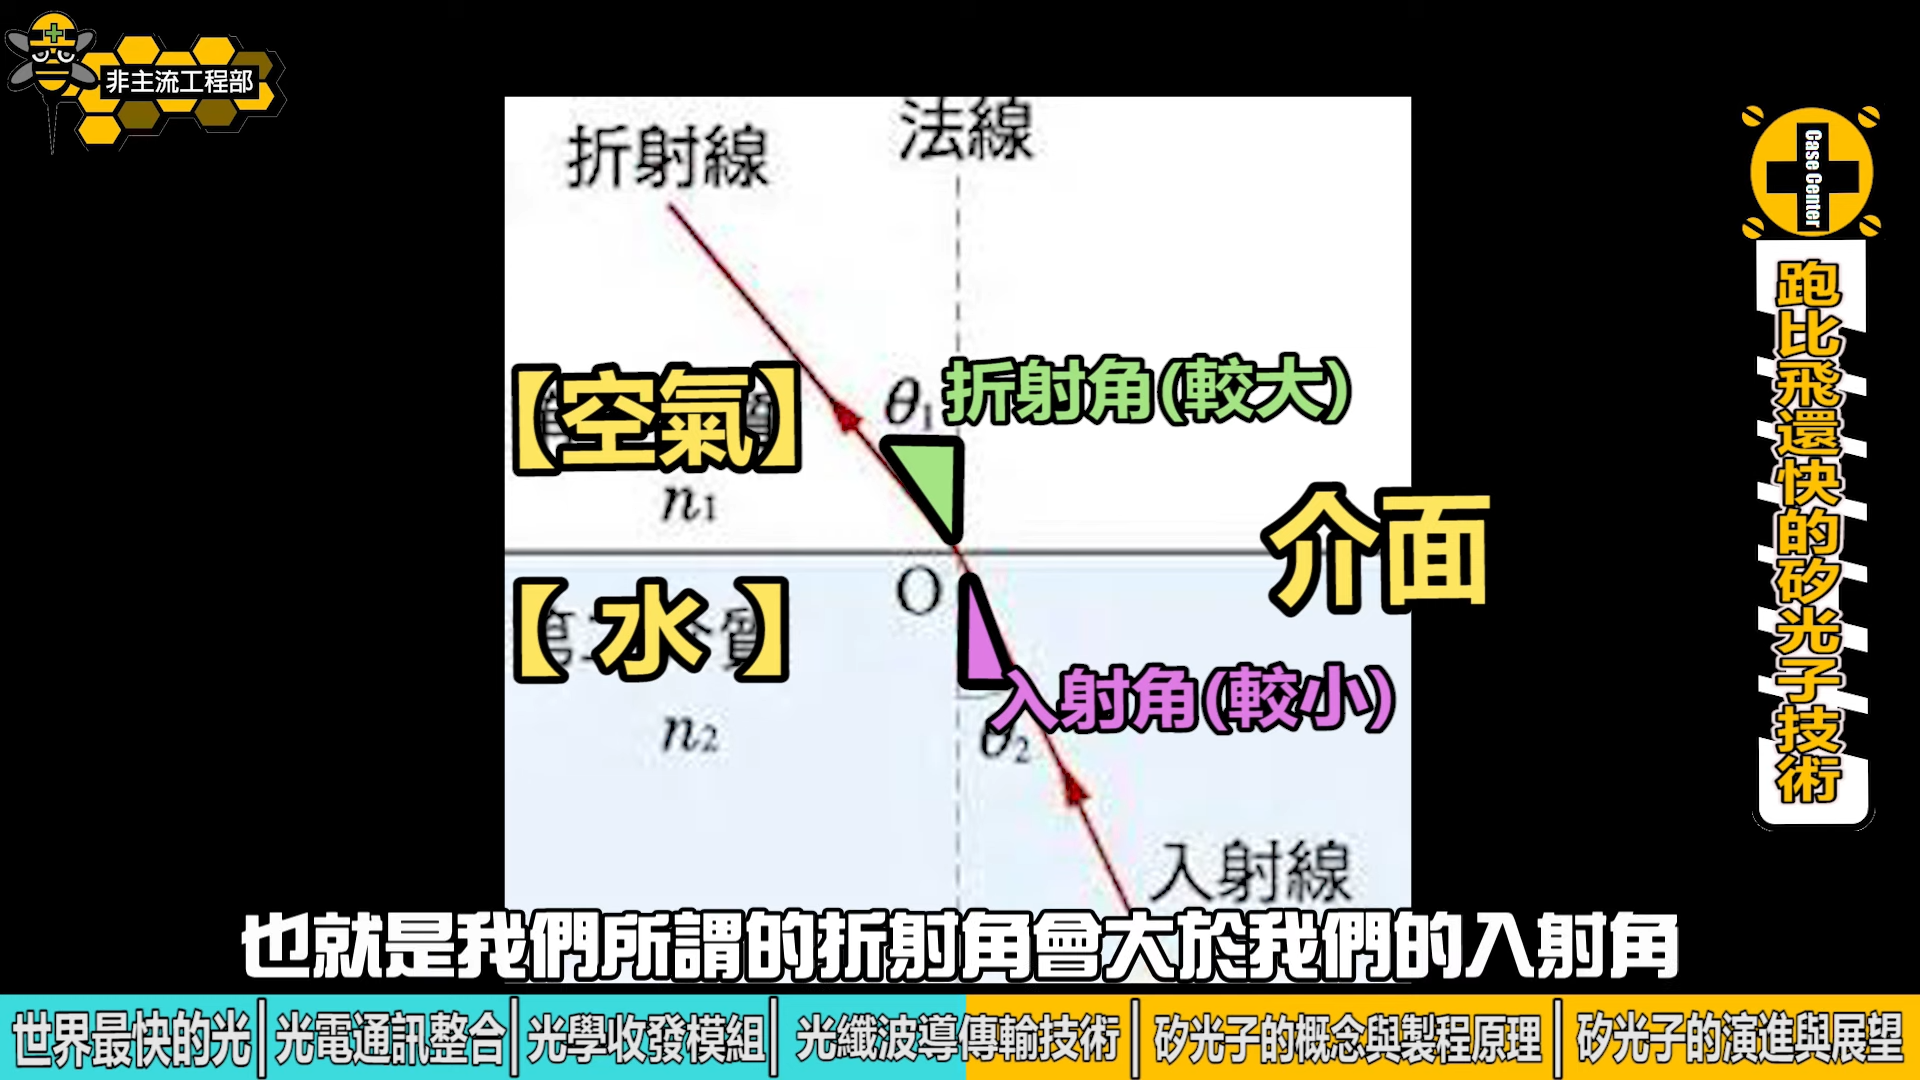 非主流工程部
Case Center
跑比飛還快的矽光子技術
折射線
法線
【空氣】
θ1
折射角(較大)
n1
介面
O
【水】
入射角(較小)
n2
θ2
入射線
也就是我們所謂的折射角會大於我們的入射角
世界最快的光|光電通訊整合|光學收發模組|光纖波導傳輸技術|矽光子的概念與製程原理|矽光子的演進與展望